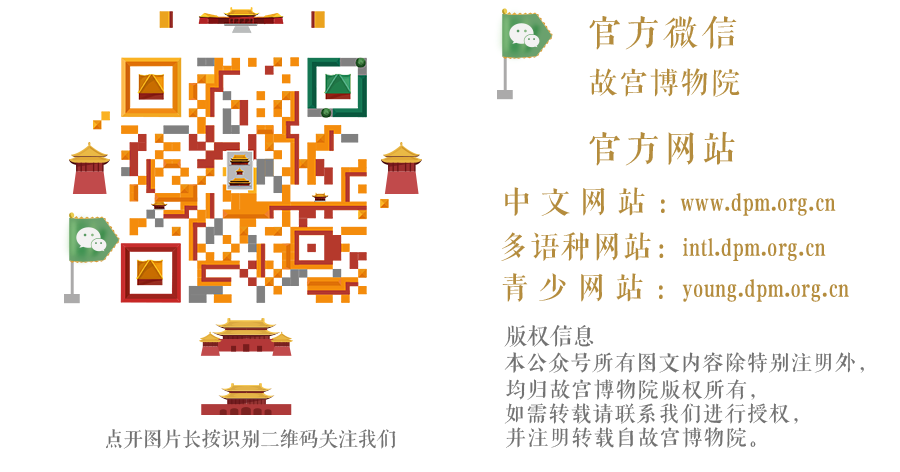 官方微信
故宫博物院
官方网站
中文网站：www.dpm.org.cn
多语种网站：intl.dpm.org.cn
青少网站：young.dpm.org.cn
版权信息
本公众号所有图文内容除特别注明外，
均归故宫博物院版权所有，
如需转载请联系我们进行授权，
并注明转载自故宫博物院。
点开图片长按识别二维码关注我们